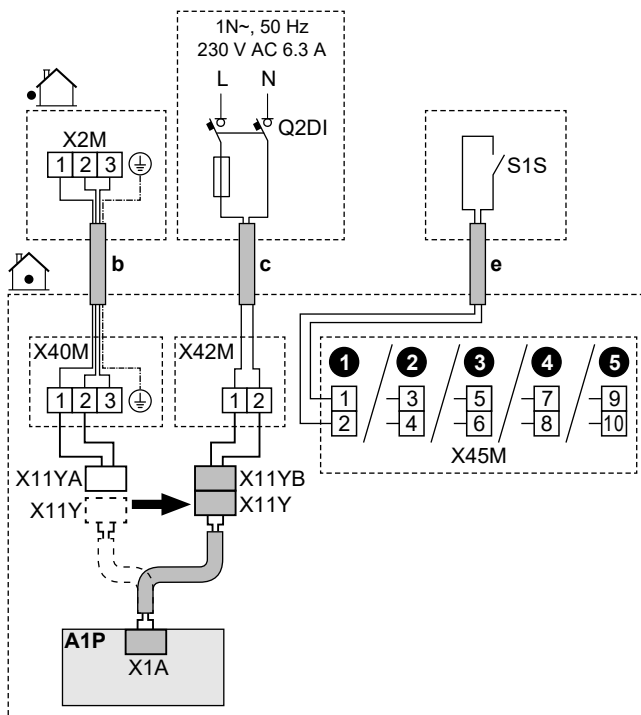 1N~, 50 Hz
230 V AC 6.3 A
L N
Q2DI
X2M
1 2 3
S1S
b
c
e
X40M
1 2 3
X42M
1 2
1 2 3 4 5
1 3 5 7 9
2 4 6 8 10
X45M
X11YA
X11Y
X11YB
X11Y
A1P
X1A